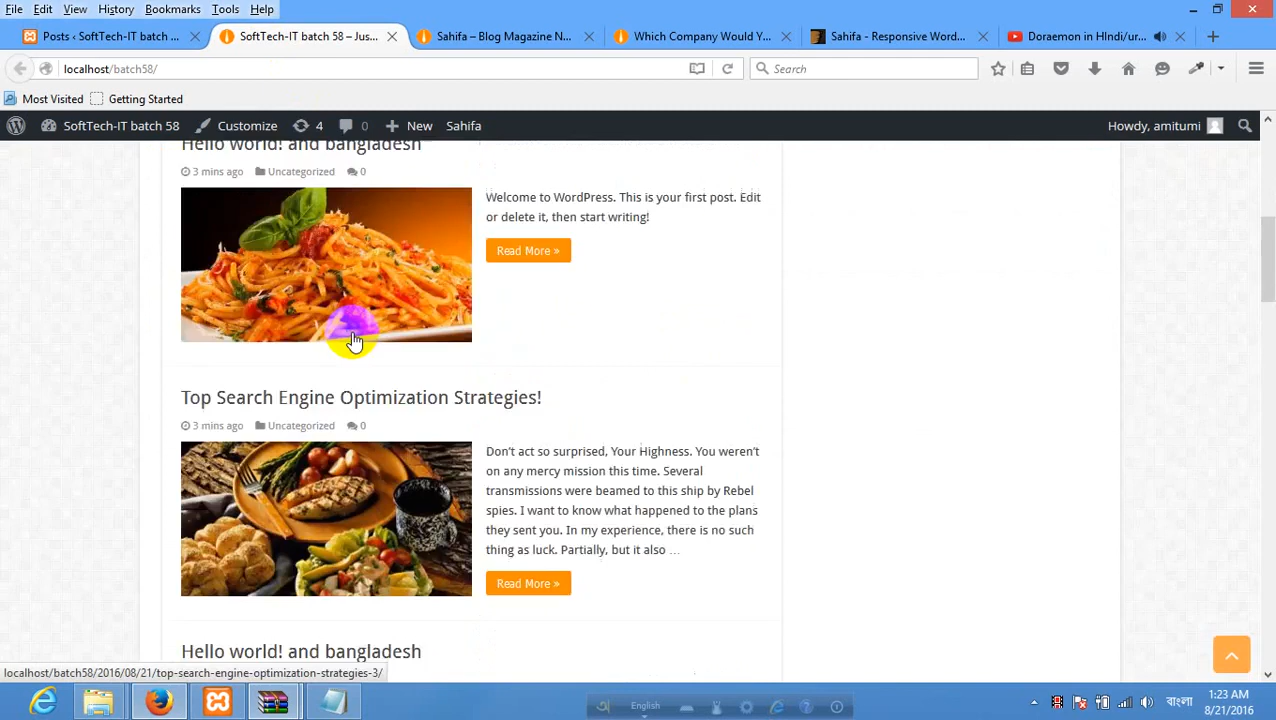 File Edit View History Bookmarks Tools Help
Posts ‹ SoftTech-IT batch ...
SoftTech-IT batch 58 – Jus...
Sahifa – Blog Magazine N...
Which Company Would Y...
Sahifa - Responsive Word...
Doraemon in HIndi/ur...
localhost/batch58/
Search
Most Visited
Getting Started
SoftTech-IT batch 58
Customize
4
0
New
Sahifa
Howdy, amitumi
Hello world! and bangladesh
3 mins ago Uncategorized 0
Welcome to WordPress. This is your first post. Edit
or delete it, then start writing!
Read More »
Top Search Engine Optimization Strategies!
3 mins ago Uncategorized 0
Don't act so surprised, Your Highness. You weren't
on any mercy mission this time. Several
transmissions were beamed to this ship by Rebel
spies. I want to know what happened to the plans
they sent you. In my experience, there is no such
thing as luck. Partially, but it also …
Read More »
Hello world! and bangladesh
localhost/batch58/2016/08/21/top-search-engine-optimization-strategies-3/
English
বাংলা
1:23 AM
8/21/2016